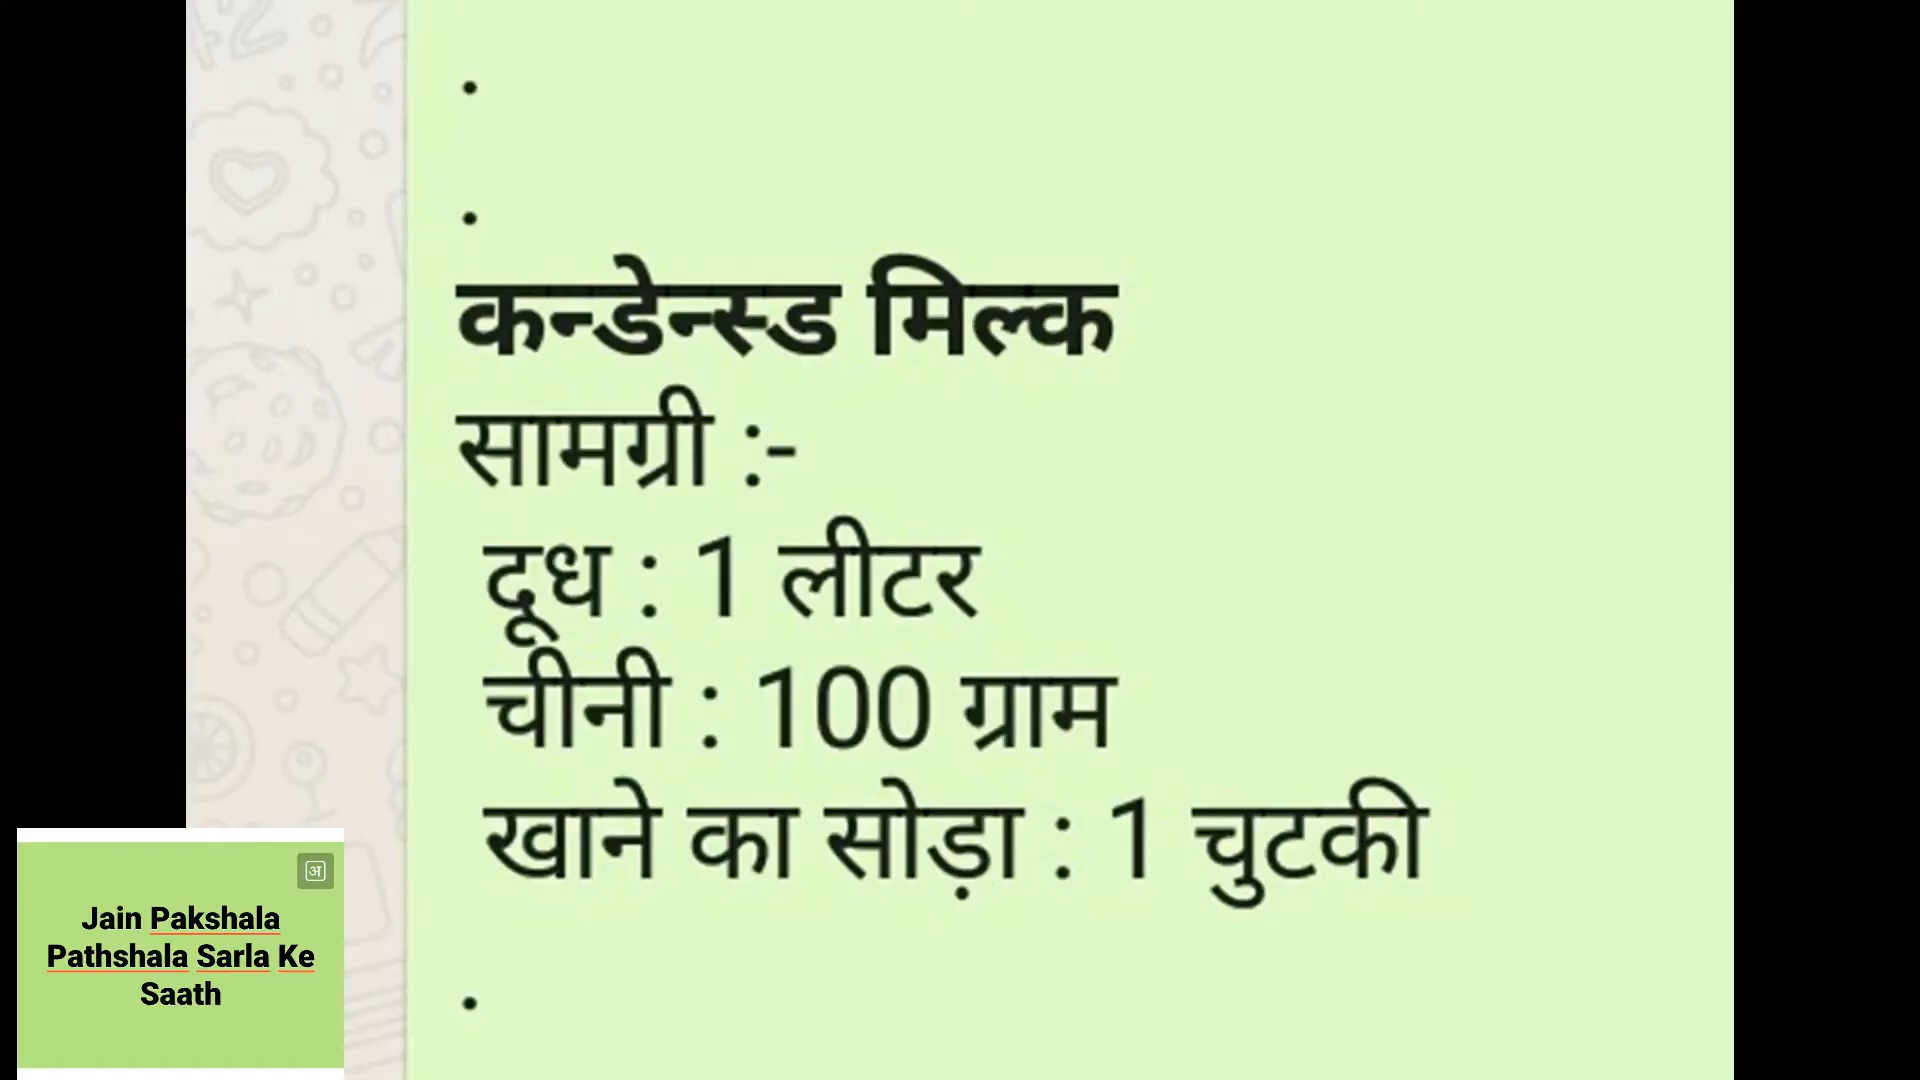 .
.
कन्डेन्स्ड मिल्क
सामग्री :-
दूध : 1 लीटर
चीनी : 100 ग्राम
खाने का सोड़ा : 1 चुटकी
.
अ
Jain Pakshala
Pathshala Sarla Ke
Saath